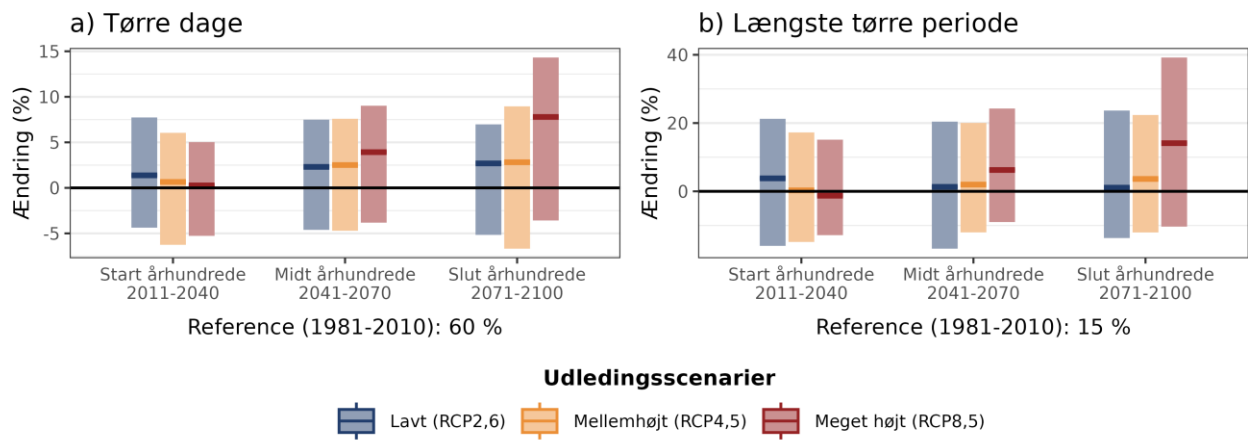 a) Tørre dage
Ændring (%)
15
10
5
0
-5
Start århundrede
2011-2040
Midt århundrede
2041-2070
Slut århundrede
2071-2100
Reference (1981-2010): 60 %
b) Længste tørre periode
Ændring (%)
40
20
0
Start århundrede
2011-2040
Midt århundrede
2041-2070
Slut århundrede
2071-2100
Reference (1981-2010): 15 %
Udledingsscenarier
Lavt (RCP2,6)
Mellemhøjt (RCP4,5)
Meget højt (RCP8,5)